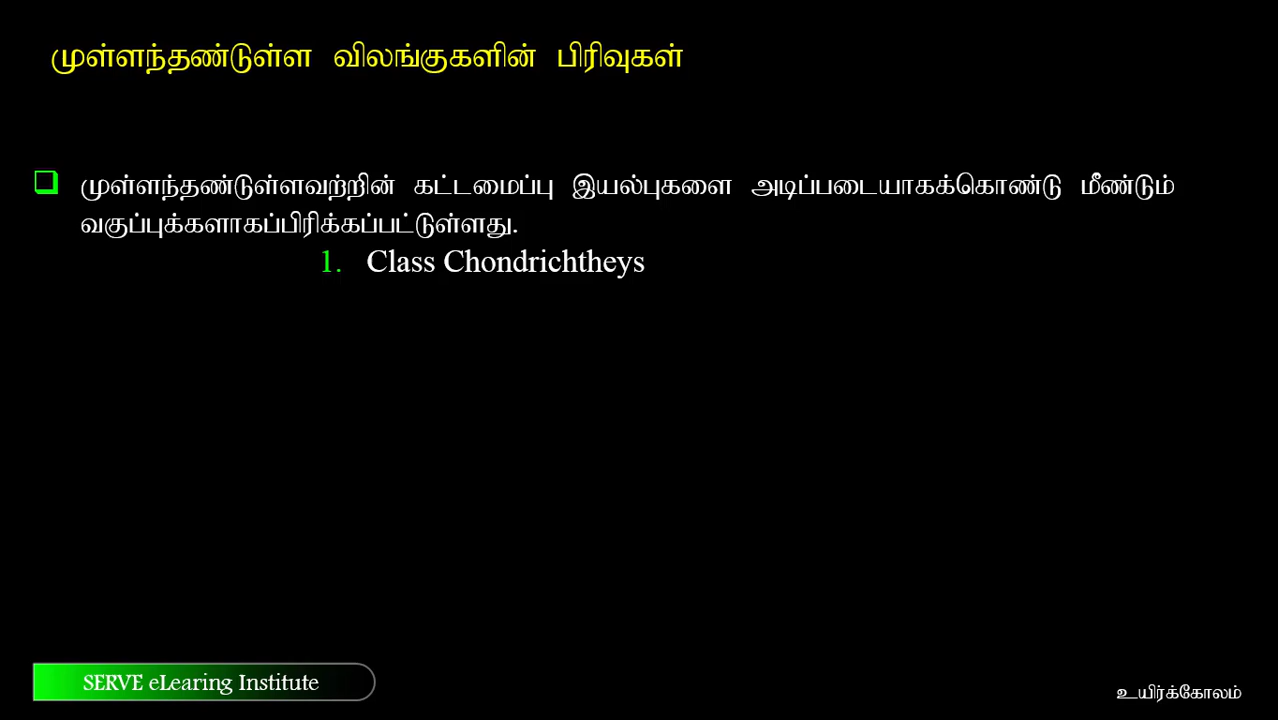 முள்ளந்தண்டுள்ள விலங்குகளின் பிரிவுகள்
முள்ளந்தண்டுள்ளவற்றின் கட்டமைப்பு இயல்புகளை அடிப்படையாகக்கொண்டு மீண்டும்
வகுப்புக்களாகப்பிரிக்கப்பட்டுள்ளது.
1. Class Chondrichtheys
SERVE eLearing Institute
உயிர்க்கோலம்